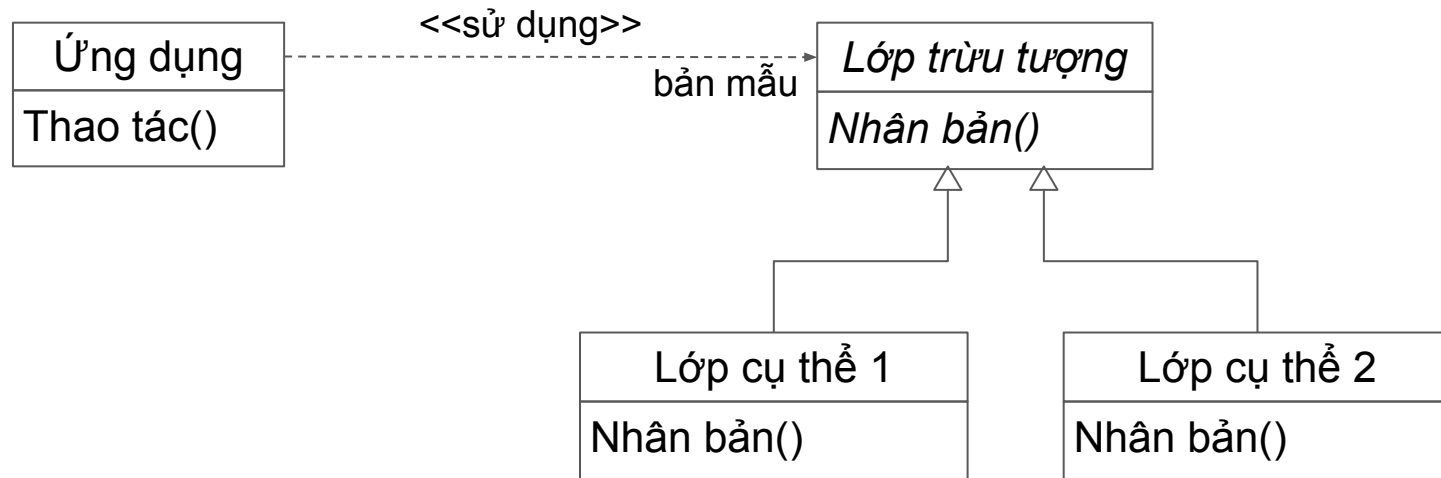 <<sử dụng>>
Ứng dụng
Thao tác()
bản mẫu
Lớp trừu tượng
Nhân bản()
Lớp cụ thể 1
Nhân bản()
Lớp cụ thể 2
Nhân bản()